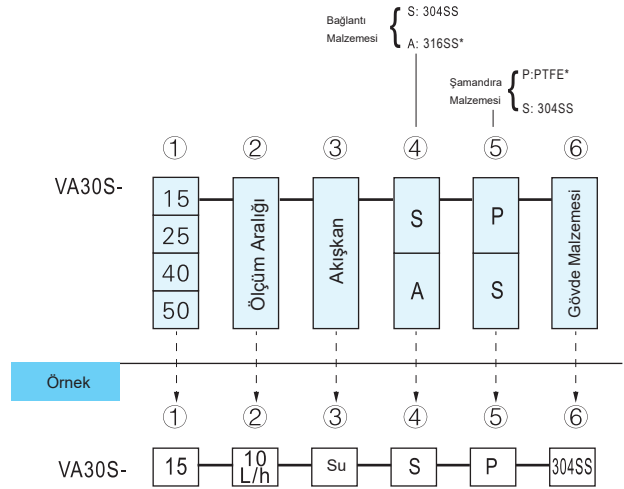 Bağlantı
Malzemesi
S: 304SS
A: 316SS*
Şamandıra
Malzemesi
P:PTFE*
S: 304SS
① ② ③ ④ ⑤ ⑥
VA30S-
15
25
40
50
Ölçüm Aralığı
Akışkan
S
A
P
S
Gövde Malzemesi
Örnek
① ② ③ ④ ⑤ ⑥
VA30S-
15
10
L/h
Su
S
P
304SS